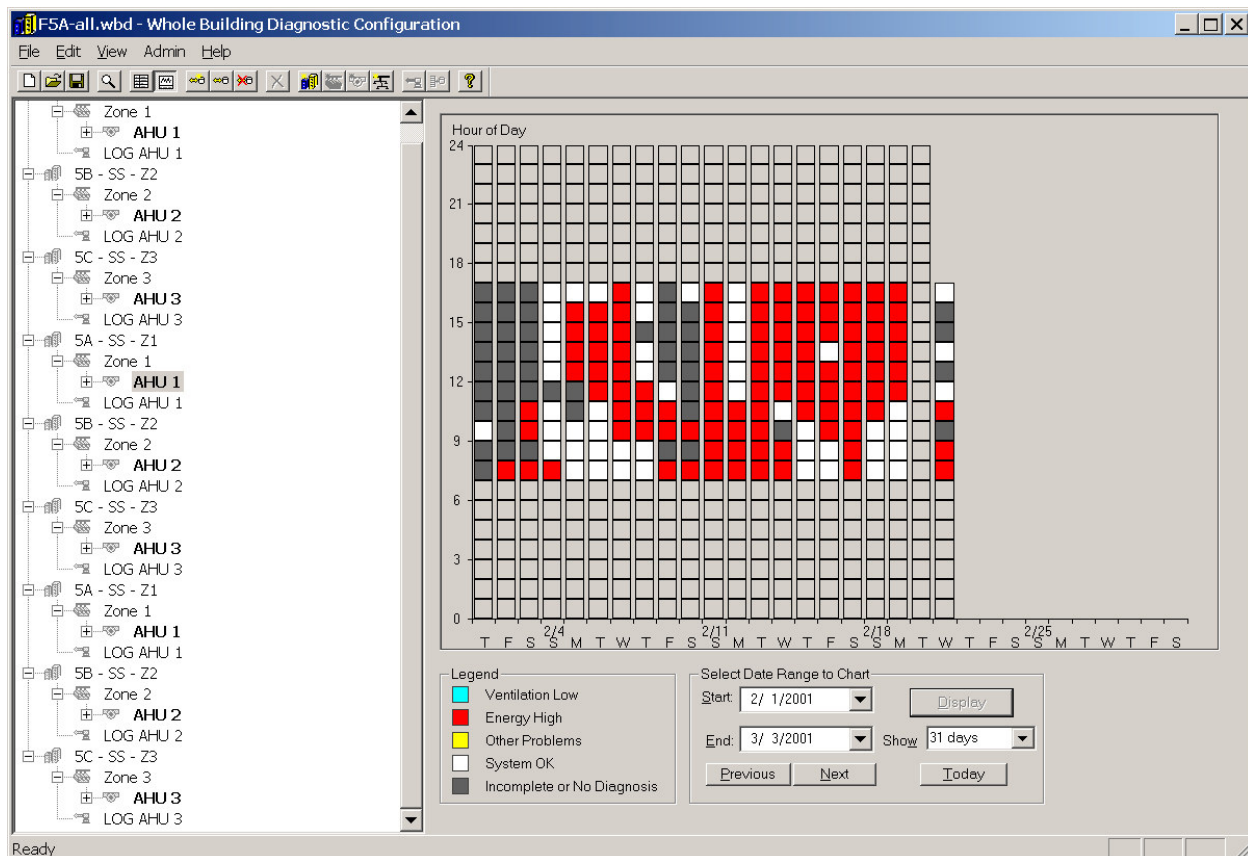 F5A-all.wbd - Whole Building Diagnostic Configuration
File Edit View Admin Help
Zone 1
AHU 1
LOG AHU 1
5B - SS - Z2
Zone 2
AHU 2
LOG AHU 2
5C - SS - Z3
Zone 3
AHU 3
LOG AHU 3
5A - SS - Z1
Zone 1
AHU 1
LOG AHU 1
5B - SS - Z2
Zone 2
AHU 2
LOG AHU 2
5C - SS - Z3
Zone 3
AHU 3
LOG AHU 3
5A - SS - Z1
Zone 1
AHU 1
LOG AHU 1
5B - SS - Z2
Zone 2
AHU 2
LOG AHU 2
5C - SS - Z3
Zone 3
AHU 3
LOG AHU 3
Hour of Day
24
21
18
15
12
9
6
3
0
2/4 2/11 2/18 2/25
T F S S M T W T F S S M T W T F S S M T W T F S S M T W T F S
Legend
Ventilation Low
Energy High
Other Problems
System OK
Incomplete or No Diagnosis
Select Date Range to Chart
Start: 2/ 1/2001 Display
End: 3/ 3/2001 Show 31 days
Previous Next Today
Ready